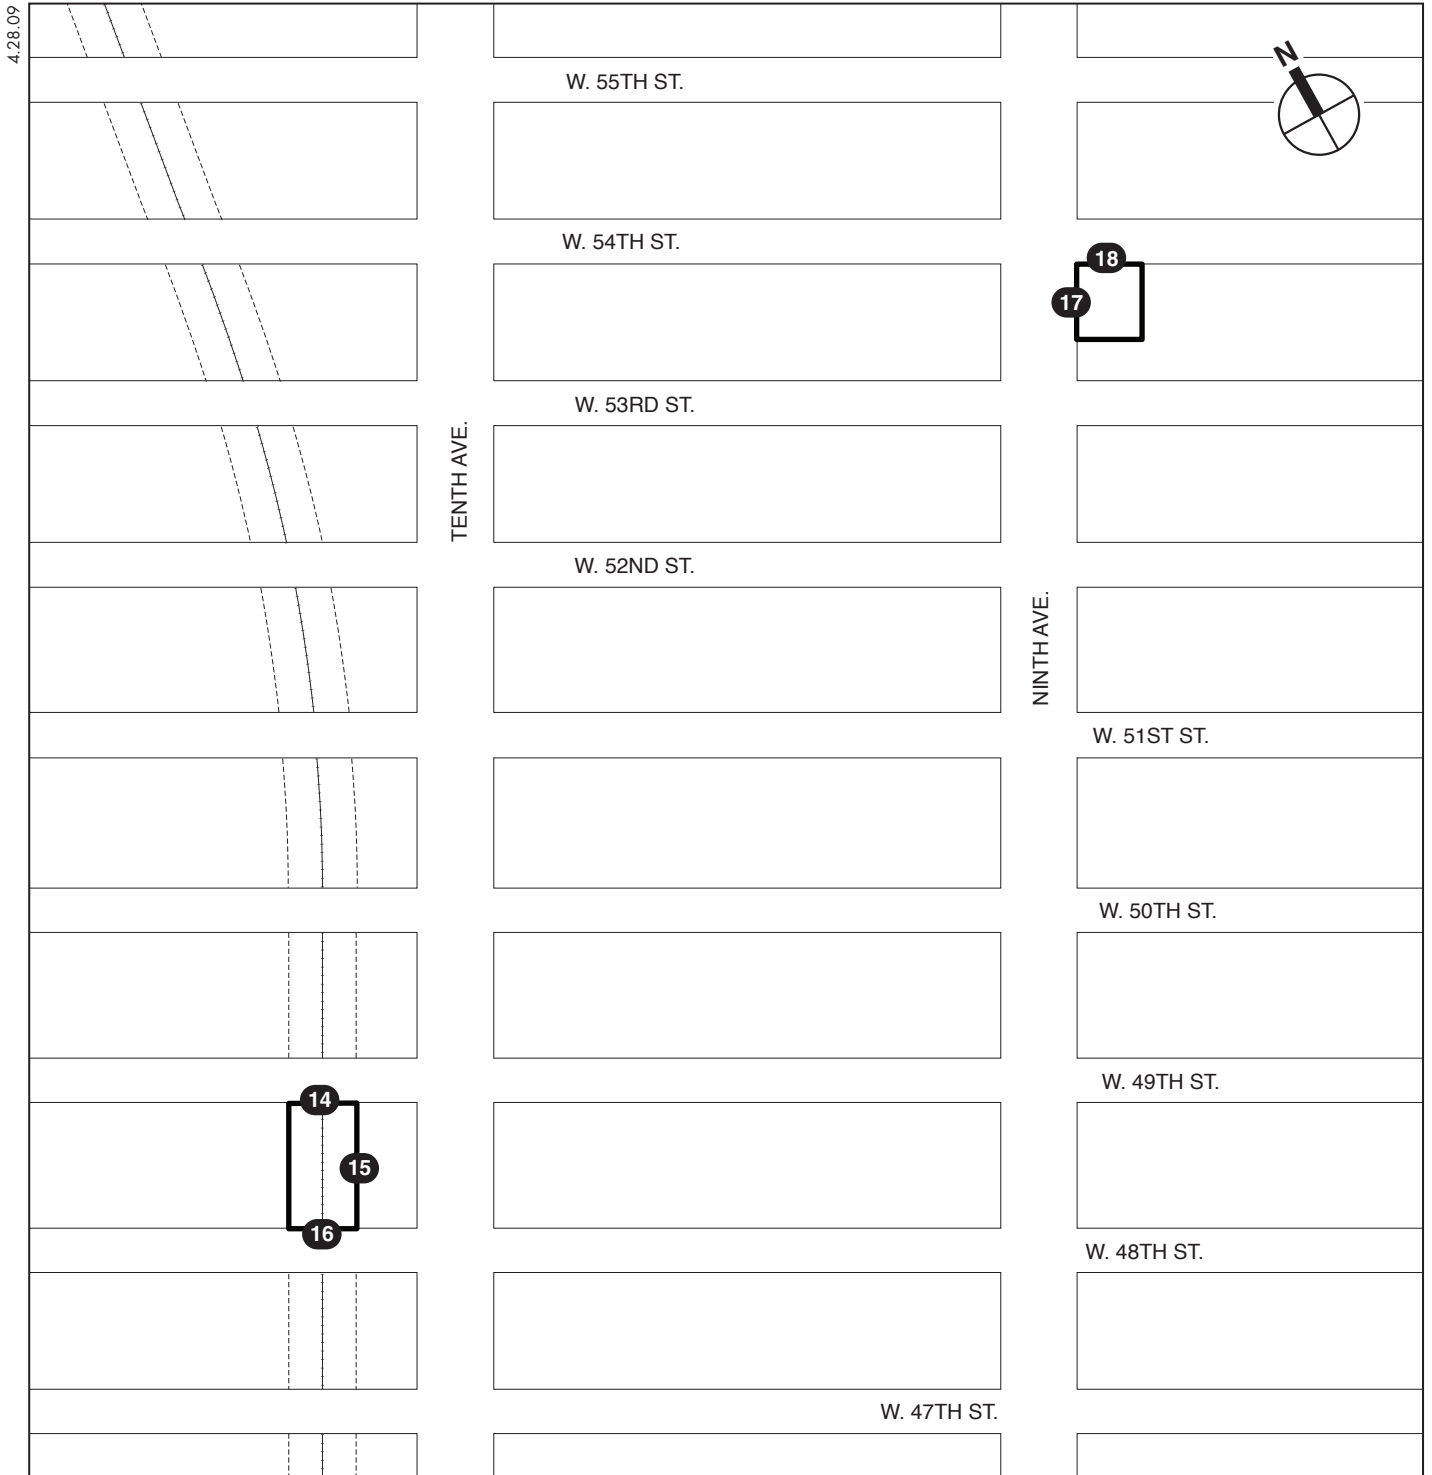 4.28.09
N
W. 55TH ST.
W. 54TH ST.
18
17
W. 53RD ST.
TENTH AVE.
W. 52ND ST.
NINTH AVE.
W. 51ST ST.
W. 50TH ST.
W. 49TH ST.
14
15
16
W. 48TH ST.
W. 47TH ST.